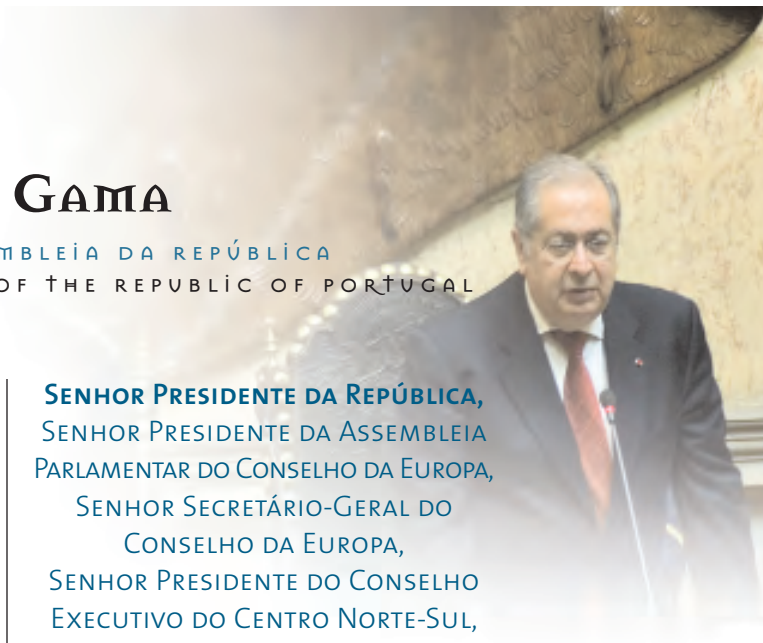 GAMA
MBLEIA DA REPÚBLICA
OF THE REPUBLIC OF PORTUGAL
SENHOR PRESIDENTE DA REPÚBLICA,
SENHOR PRESIDENTE DA ASSEMBLEIA
PARLAMENTAR DO CONSELHO DA EUROPA,
SENHOR SECRETÁRIO-GERAL DO
CONSELHO DA EUROPA,
SENHOR PRESIDENTE DO CONSELHO
EXECUTIVO DO CENTRO NORTE-SUL,